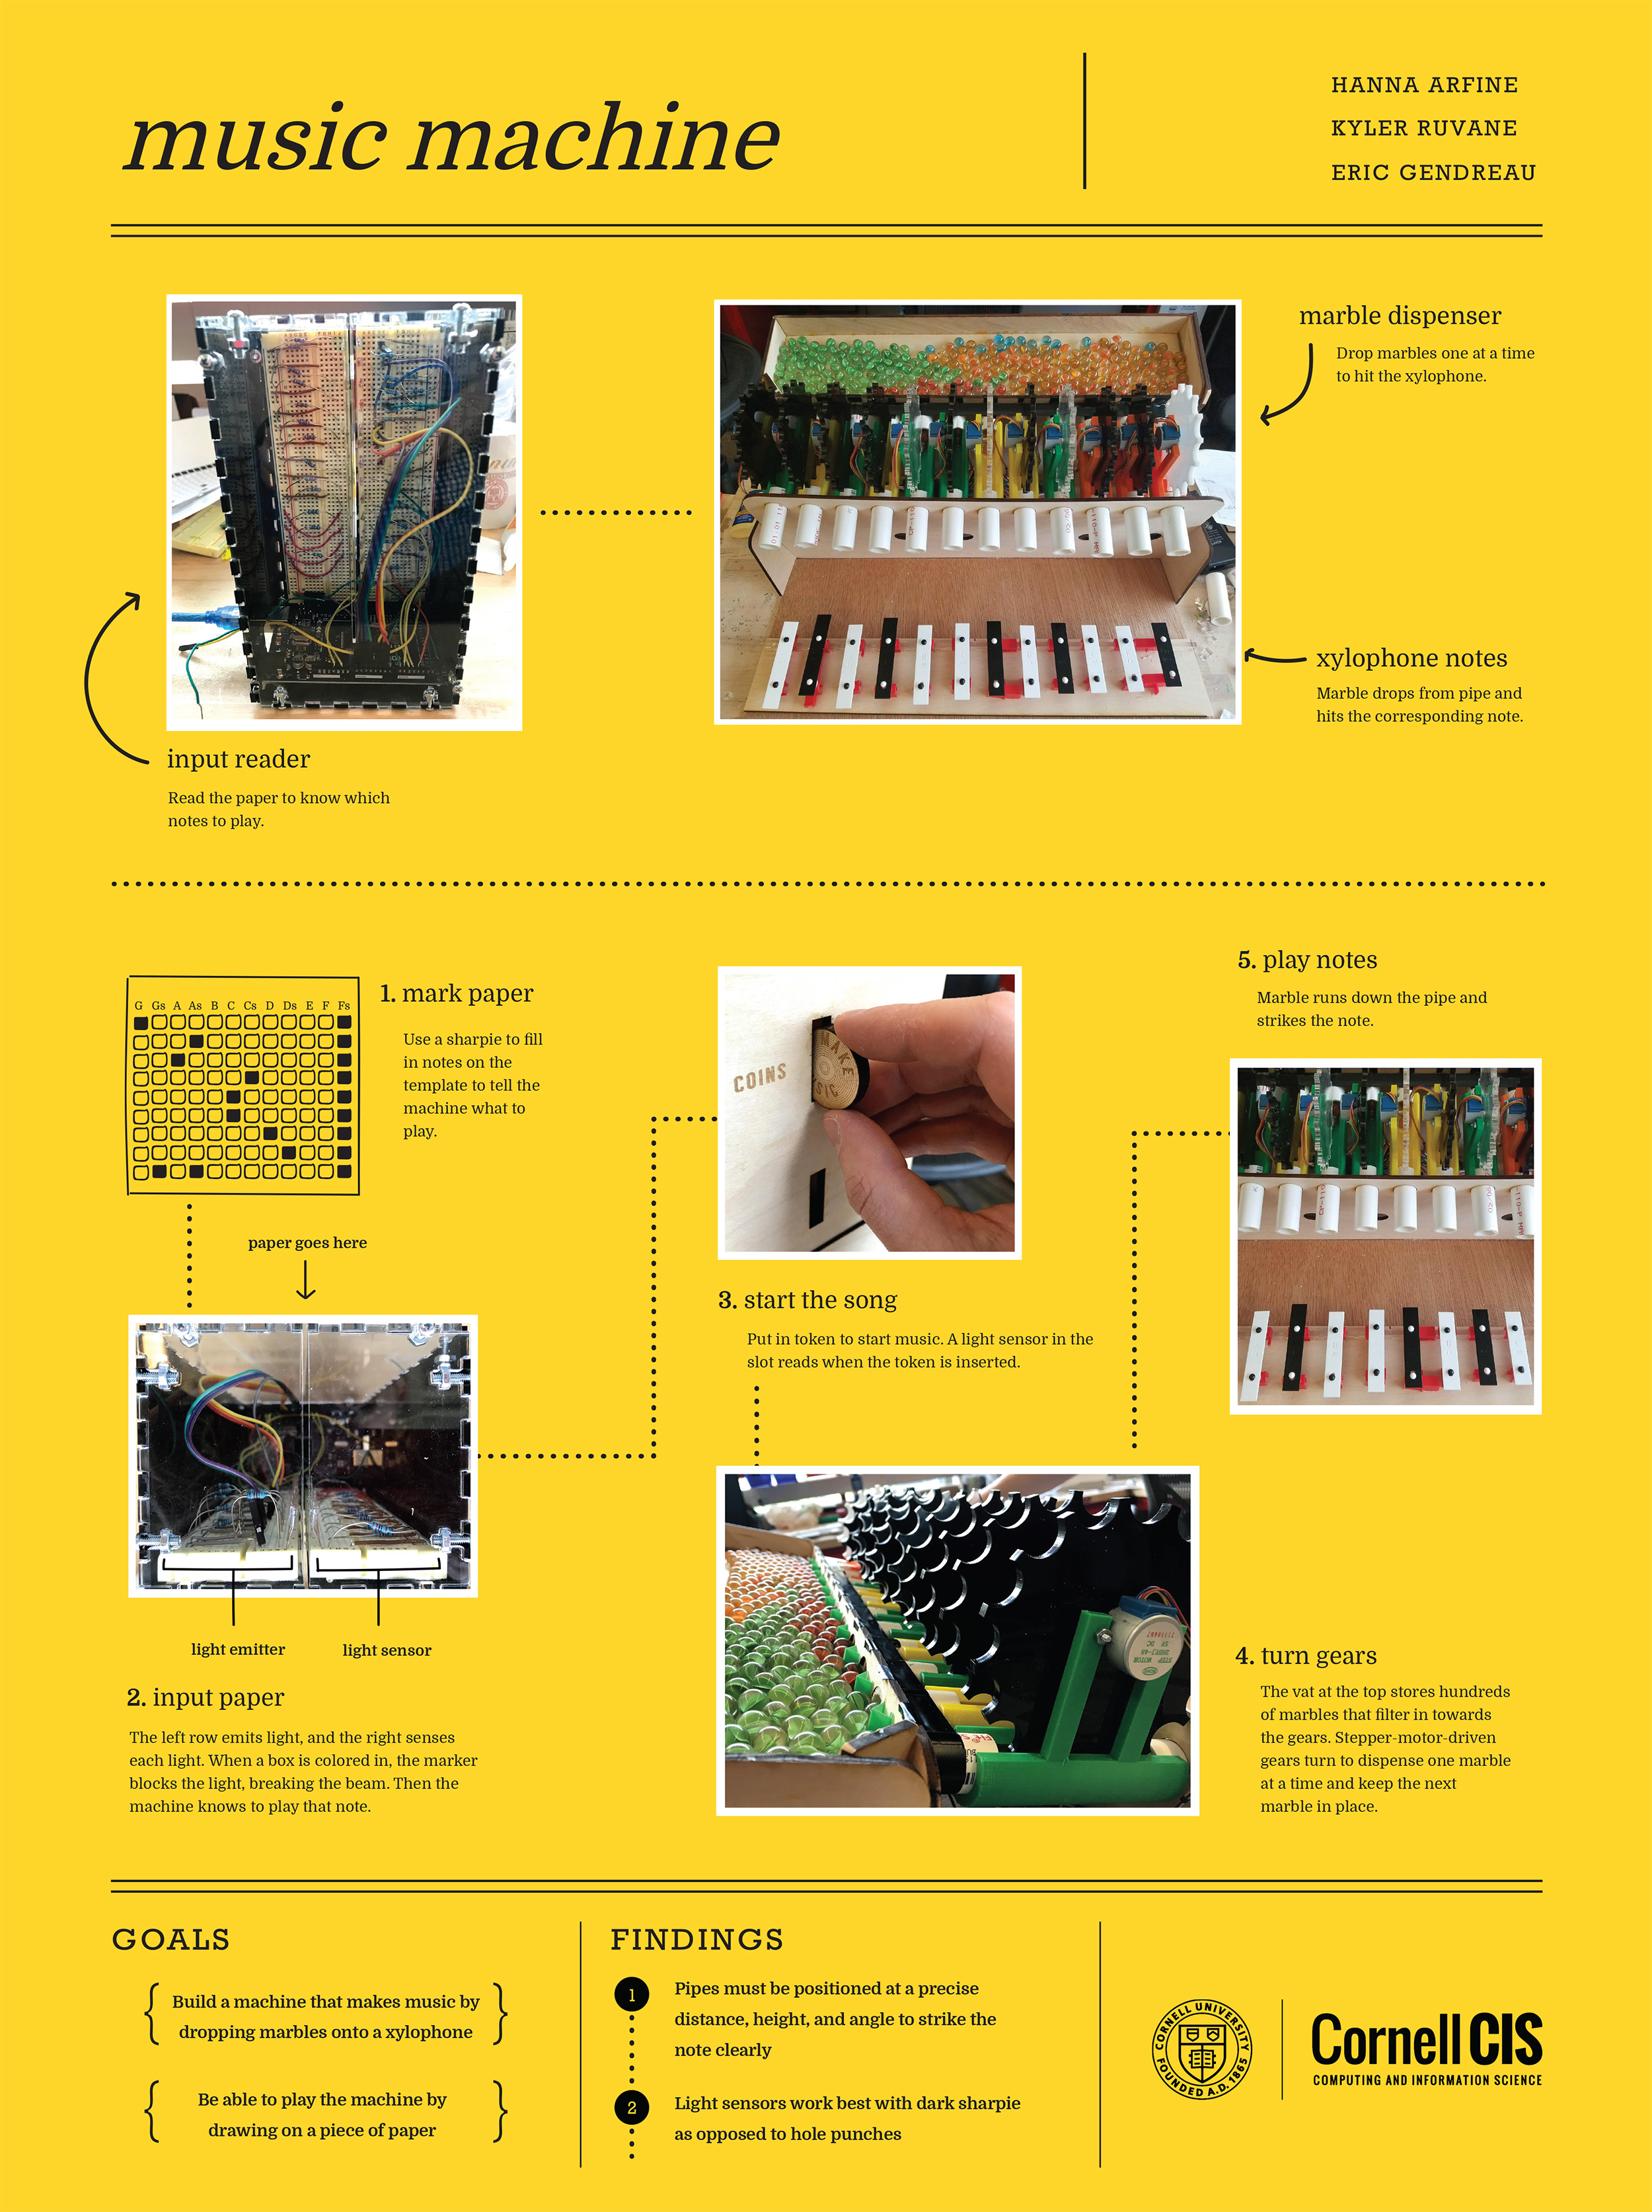 music machine
HANNA ARFINE
KYLER RUVANE
ERIC GENDREAU
marble dispenser
Drop marbles one at a time
to hit the xylophone.
xylophone notes
Marble drops from pipe and
hits the corresponding note.
input reader
Read the paper to know which
notes to play.
G Gs A As B C Cs D Ds E F Fs
1. mark paper
Use a sharpie to fill
in notes on the
template to tell the
machine what to
play.
paper goes here
light emitter
light sensor
2. input paper
The left row emits light, and the right senses
each light. When a box is colored in, the marker
blocks the light, breaking the beam. Then the
machine knows to play that note.
COINS
MAKE
3. start the song
Put in token to start music. A light sensor in the
slot reads when the token is inserted.
STEP MOTOR
4. turn gears
The vat at the top stores hundreds
of marbles that filter in towards
the gears. Stepper-motor-driven
gears turn to dispense one marble
at a time and keep the next
marble in place.
5. play notes
Marble runs down the pipe and
strikes the note.
GOALS
Build a machine that makes music by
dropping marbles onto a xylophone
Be able to play the machine by
drawing on a piece of paper
FINDINGS
1
Pipes must be positioned at a precise
distance, height, and angle to strike the
note clearly
2
Light sensors work best with dark sharpie
as opposed to hole punches
CORNELL UNIVERSITY
FOUNDED A.D. 1865
Cornell CIS
COMPUTING AND INFORMATION SCIENCE